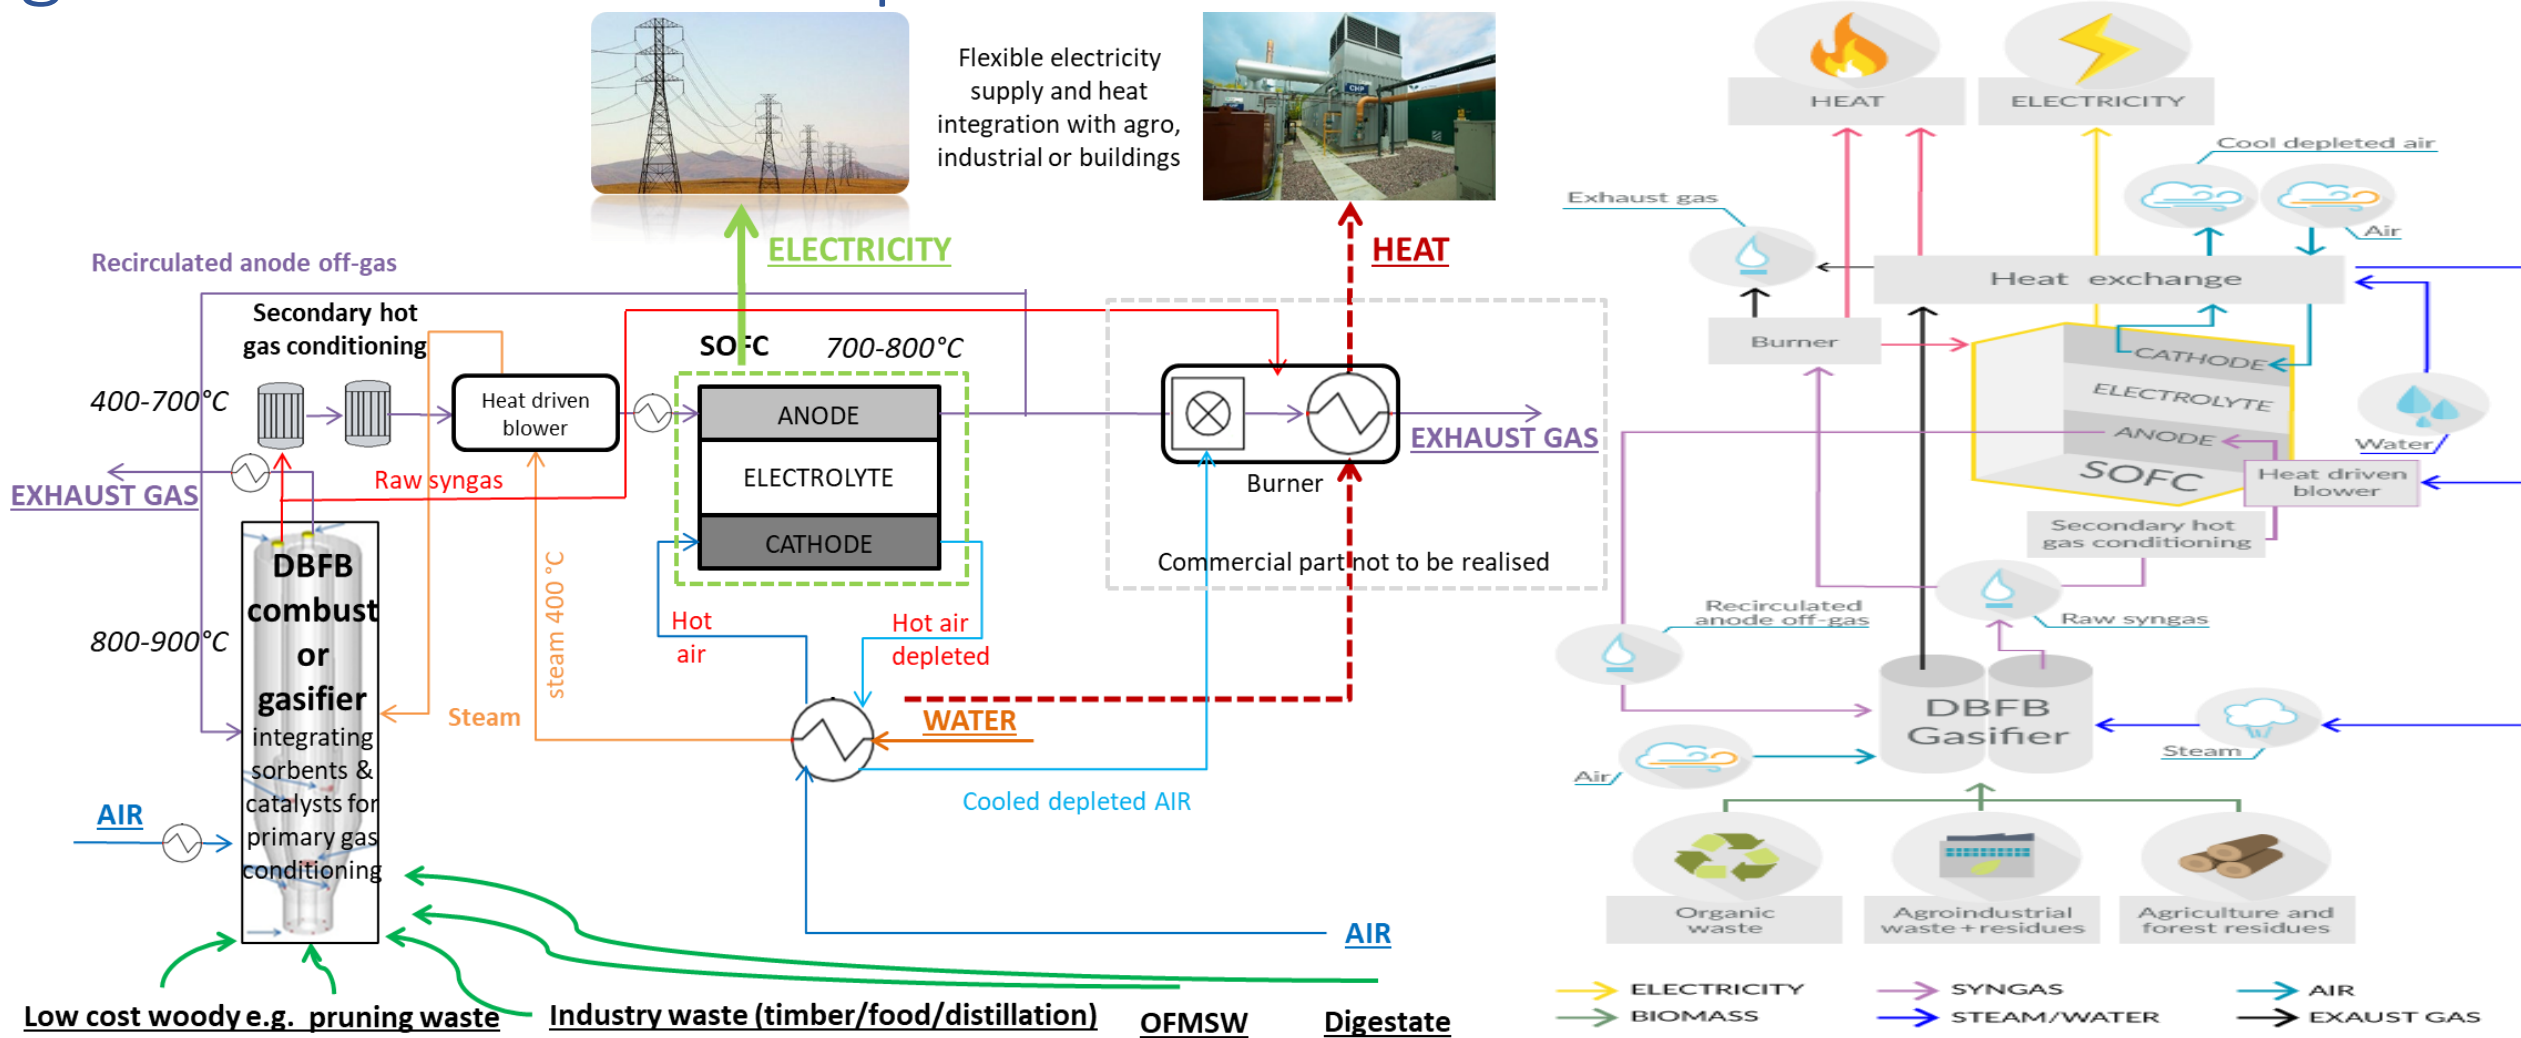 Flexible electricity
supply and heat
integration with agro,
industrial or buildings
CHP
ELECTRICITY
HEAT
Recirculated anode off-gas
Secondary hot
gas conditioning
SOFC
700-800°C
400-700°C
Heat driven
blower
ANODE
ELECTROLYTE
CATHODE
EXHAUST GAS
Raw syngas
EXHAUST GAS
Burner
Commercial part not to be realised
DBFB
combust
or
gasifier
integrating
sorbents &
catalysts for
primary gas
conditioning
800-900°C
steam 400 °C
Steam
Hot
air
Hot air
depleted
WATER
Cooled depleted AIR
AIR
AIR
Low cost woody e.g. pruning waste
Industry waste (timber/food/distillation)
OFMSW
Digestate
HEAT
ELECTRICITY
Cool depleted air
Exhaust gas
Air
Heat exchange
Burner
CATHODE
ELECTROLYTE
ANODE
SOFC
Water
Heat driven
blower
Secondary hot
gas conditioning
Recirculated
anode off-gas
Raw syngas
DBFB
Gasifier
Steam
Air
Organic
waste
Agroindustrial
waste+residues
Agriculture and
forest residues
ELECTRICITY
SYNGAS
AIR
BIOMASS
STEAM/WATER
EXAUST GAS